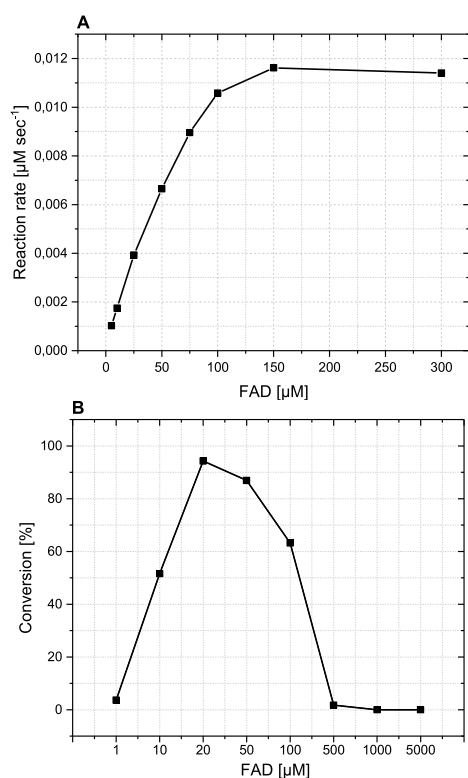 A
Reaction rate [µM sec⁻¹]
0,012
0,010
0,008
0,006
0,004
0,002
0,000
0 50 100 150 200 250 300
FAD [µM]
B
Conversion [%]
100
80
60
40
20
0
1 10 20 50 100 500 1000 5000
FAD [µM]